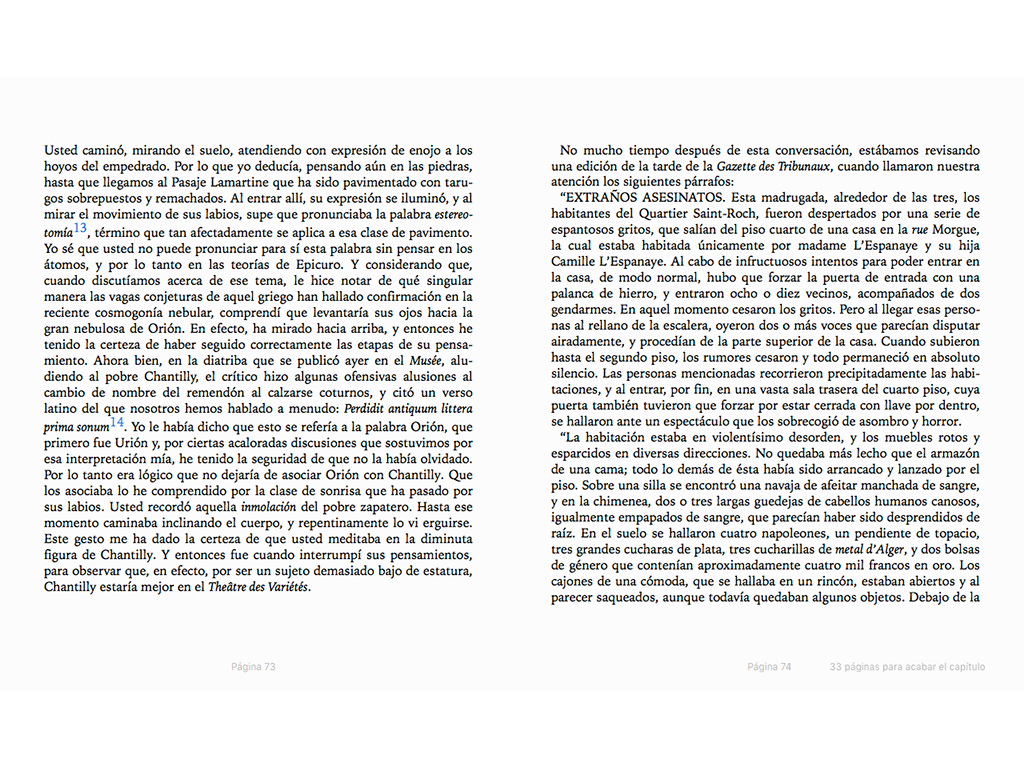 Usted caminó, mirando el suelo, atendiendo con expresión de enojo a los
hoyos del empedrado. Por lo que yo deducía, pensando aún en las piedras,
hasta que llegamos al Pasaje Lamartine que ha sido pavimentado con taru-
gos sobrepuestos y remachados. Al entrar allí, su expresión se iluminó, y al
mirar el movimiento de sus labios, supe que pronunciaba la palabra estereo-
tomía13, término que tan afectadamente se aplica a esa clase de pavimento.
Yo sé que usted no puede pronunciar para sí esta palabra sin pensar en los
átomos, y por lo tanto en las teorías de Epicuro. Y considerando que,
cuando discutíamos acerca de ese tema, le hice notar de qué singular
manera las vagas conjeturas de aquel griego han hallado confirmación en la
reciente cosmogonía nebular, comprendí que levantaría sus ojos hacia la
gran nebulosa de Orión. En efecto, ha mirado hacia arriba, y entonces he
tenido la certeza de haber seguido correctamente las etapas de su pensa-
miento. Ahora bien, en la diatriba que se publicó ayer en el Musée, alu-
diendo al pobre Chantilly, el crítico hizo algunas ofensivas alusiones al
cambio de nombre del remendón al calzarse coturnos, y citó un verso
latino del que nosotros hemos hablado a menudo: Perdidit antiquum littera
prima sonum14. Yo le había dicho que esto se refería a la palabra Orión, que
primero fue Urión y, por ciertas acaloradas discusiones que sostuvimos por
esa interpretación mía, he tenido la seguridad de que no la había olvidado.
Por lo tanto era lógico que no dejaría de asociar Orión con Chantilly. Que
los asociaba lo he comprendido por la clase de sonrisa que ha pasado por
sus labios. Usted recordó aquella inmolación del pobre zapatero. Hasta ese
momento caminaba inclinando el cuerpo, y repentinamente lo vi erguirse.
Este gesto me ha dado la certeza de que usted meditaba en la diminuta
figura de Chantilly. Y entonces fue cuando interrumpí sus pensamientos,
para observar que, en efecto, por ser un sujeto demasiado bajo de estatura,
Chantilly estaría mejor en el Theâtre des Variétés.
Página 73
No mucho tiempo después de esta conversación, estábamos revisando
una edición de la tarde de la Gazette des Tribunaux, cuando llamaron nuestra
atención los siguientes párrafos:
“EXTRAÑOS ASESINATOS. Esta madrugada, alrededor de las tres, los
habitantes del Quartier Saint-Roch, fueron despertados por una serie de
espantosos gritos, que salían del piso cuarto de una casa en la rue Morgue,
la cual estaba habitada únicamente por madame L’Espanaye y su hija
Camille L’Espanaye. Al cabo de infructuosos intentos para poder entrar en
la casa, de modo normal, hubo que forzar la puerta de entrada con una
palanca de hierro, y entraron ocho o diez vecinos, acompañados de dos
gendarmes. En aquel momento cesaron los gritos. Pero al llegar esas perso-
nas al rellano de la escalera, oyeron dos o más voces que parecían disputar
airadamente, y procedían de la parte superior de la casa. Cuando subieron
hasta el segundo piso, los rumores cesaron y todo permaneció en absoluto
silencio. Las personas mencionadas recorrieron precipitadamente las habi-
taciones, y al entrar, por fin, en una vasta sala trasera del cuarto piso, cuya
puerta también tuvieron que forzar por estar cerrada con llave por dentro,
se hallaron ante un espectáculo que los sobrecogió de asombro y horror.
“La habitación estaba en violentísimo desorden, y los muebles rotos y
esparcidos en diversas direcciones. No quedaba más lecho que el armazón
de una cama; todo lo demás de ésta había sido arrancado y lanzado por el
piso. Sobre una silla se encontró una navaja de afeitar manchada de sangre,
y en la chimenea, dos o tres largas guedejas de cabellos humanos canosos,
igualmente empapados de sangre, que parecían haber sido desprendidos de
raíz. En el suelo se hallaron cuatro napoleones, un pendiente de topacio,
tres grandes cucharas de plata, tres cucharillas de metal d’Alger, y dos bolsas
de género que contenían aproximadamente cuatro mil francos en oro. Los
cajones de una cómoda, que se hallaba en un rincón, estaban abiertos y al
parecer saqueados, aunque todavía quedaban algunos objetos. Debajo de la
Página 74 33 páginas para acabar el capítulo